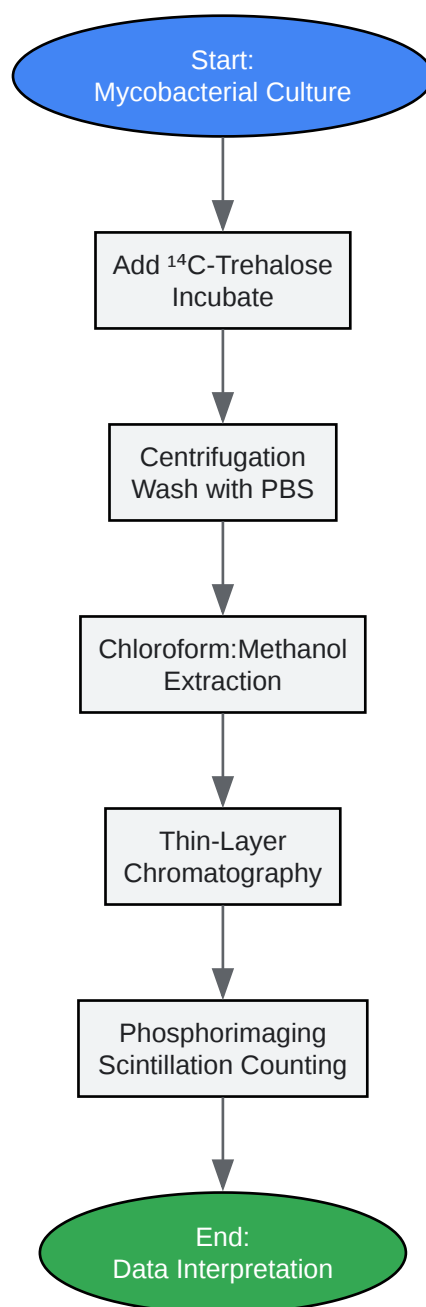 Start:
Mycobacterial Culture
Add ¹⁴C-Trehalose
Incubate
Centrifugation
Wash with PBS
Chloroform:Methanol
Extraction
Thin-Layer
Chromatography
Phosphorimaging
Scintillation Counting
End:
Data Interpretation